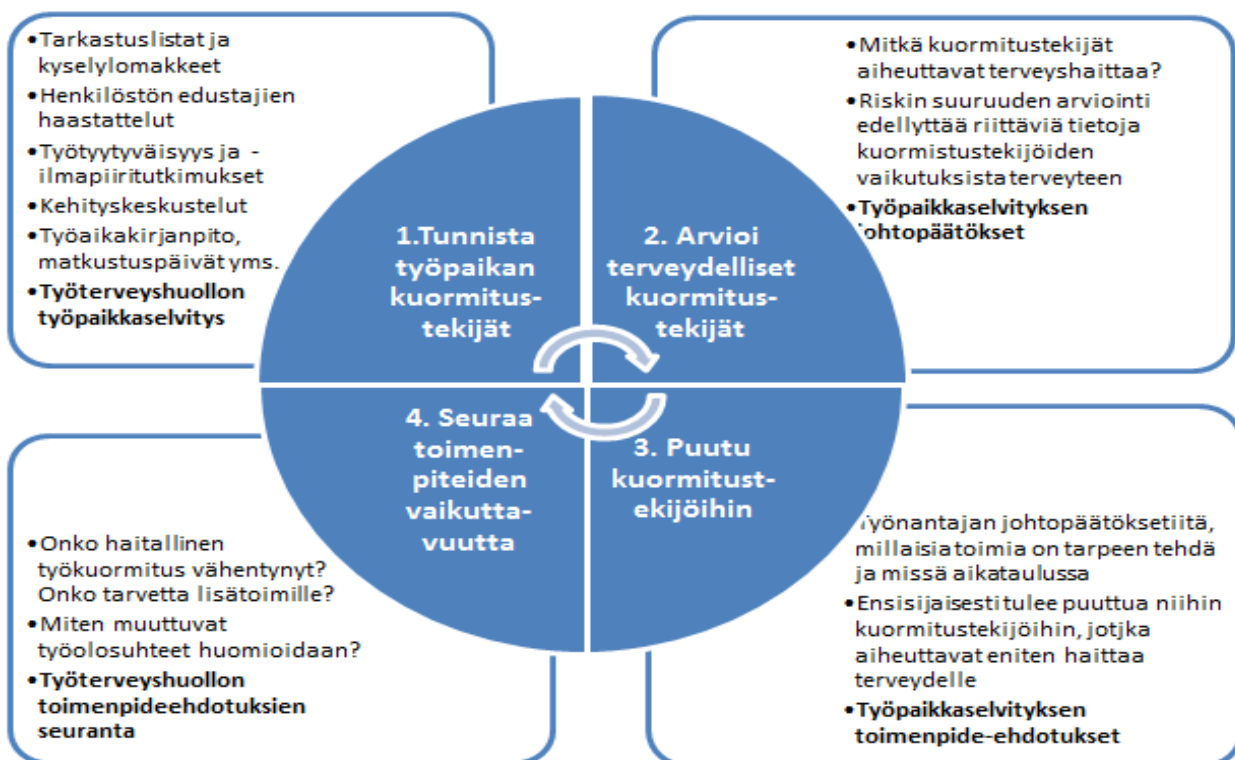 •Tarkastuslistat ja
kyselylomakkeet
•Henkilöstön edustajien
haastattelut
•Työtyytyväisyys ja -
ilmapiiritutkimukset
•Kehityskeskustelut
•Työaikakirjanpito,
matkustuspäivät yms.
•Työterveyshuollon
työpaikkaselvitys
•Mitkä kuormitustekijät
aiheuttavat terveyshaittaa?
•Riskin suuruuden arviointi
edellyttää riittäviä tietoja
kuormistustekijöiden
vaikutuksista terveyteen
•Työpaikkaselvityksen
johtopäätökset
1.Tunnista
työpaikan
kuormitus-
tekijät
2. Arvioi
terveydelliset
kuormitus-
tekijät
4. Seuraa
toimen-
piteiden
vaikutta-
vuutta
3. Puutu
kuormitust-
ekijöihin
•Onko haitallinen
työkuormitus vähentynyt?
Onko tarvetta lisätoimille?
•Miten muuttuvat
työolosuhteet huomioidaan?
•Työterveyshuollon
toimenpideehdotuksien
seuranta
Työnantajan johtopäätöksetiitä,
millaisia toimia on tarpeen tehdä
ja missä aikataulussa
•Ensisijaisesti tulee puuttua niihin
kuormitustekijöihin, jotjka
aiheuttavat eniten haittaa
terveydelle
•Työpaikkaselvityksen
toimenpide-ehdotukset